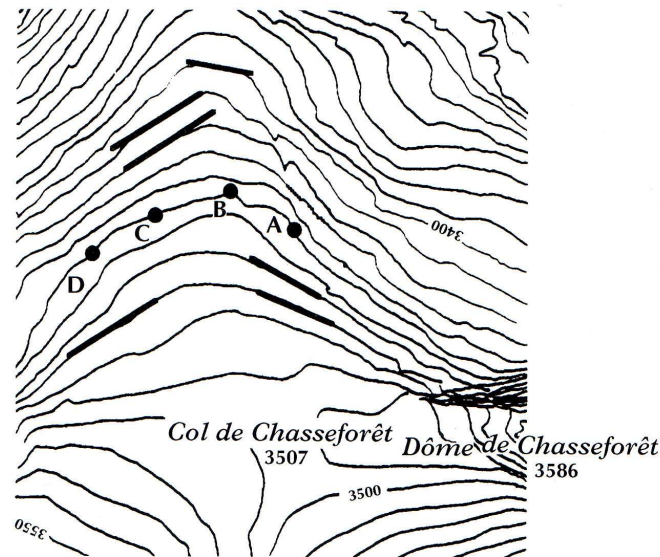 B
A
C
3400
D
Col de Chasseforêt
3507
Dôme de Chasseforêt
3586
3500
3550